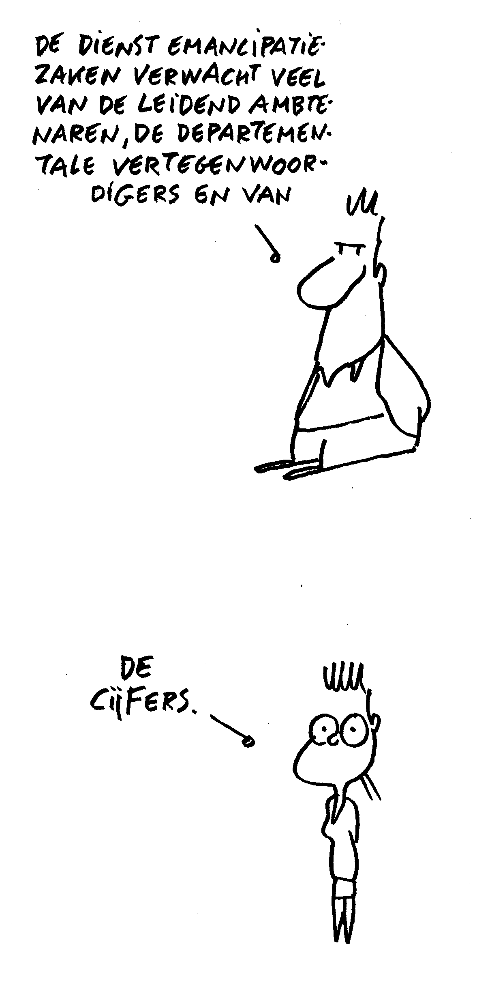 DE DIENST EMANCIPATIE-
ZAKEN VERWACHT VEEL
VAN DE LEIDEND AMBTE-
NAREN, DE DEPARTEMEN-
TALE VERTEGENWOOR-
DIGERS EN VAN
DE
CIJFERS.